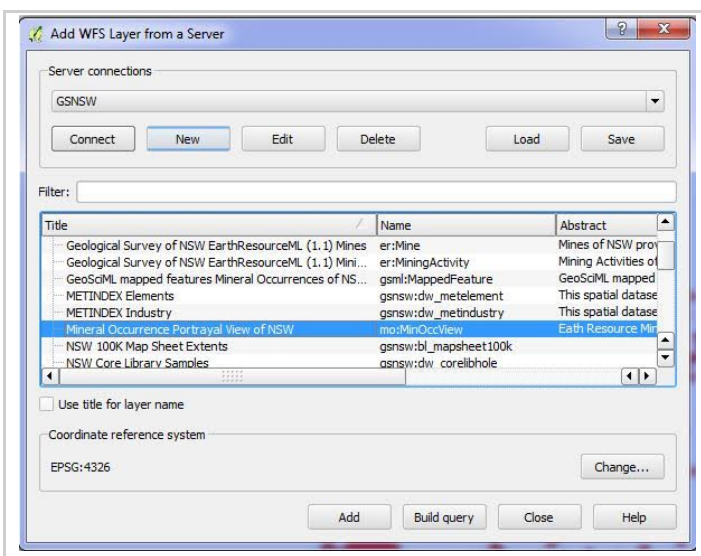 Add WFS Layer from a Server
Server connections
GSNSW
Connect New Edit Delete Load Save
Filter:
Title Name Abstract
Geological Survey of NSW EarthResourceML (1.1) Mines er:Mine Mines of NSW prov
Geological Survey of NSW EarthResourceML (1.1) Mini... er:MiningActivity Mining Activities of
GeoSciML mapped features Mineral Occurrences of NS... gsml:MappedFeature GeoSciML mapped
METINDEX Elements gsnsw:dw_metelement This spatial datase
METINDEX Industry gsnsw:dw_metindustry This spatial datase
Mineral Occurrence Portrayal View of NSW mo:MinOccView Eath Resource Min
NSW 100K Map Sheet Extents gsnsw:bl_mapsheet100k
NSW Core Library Samples gsnsw:dw_corelibhole
Use title for layer name
Coordinate reference system
EPSG:4326 Change...
Add Build query Close Help